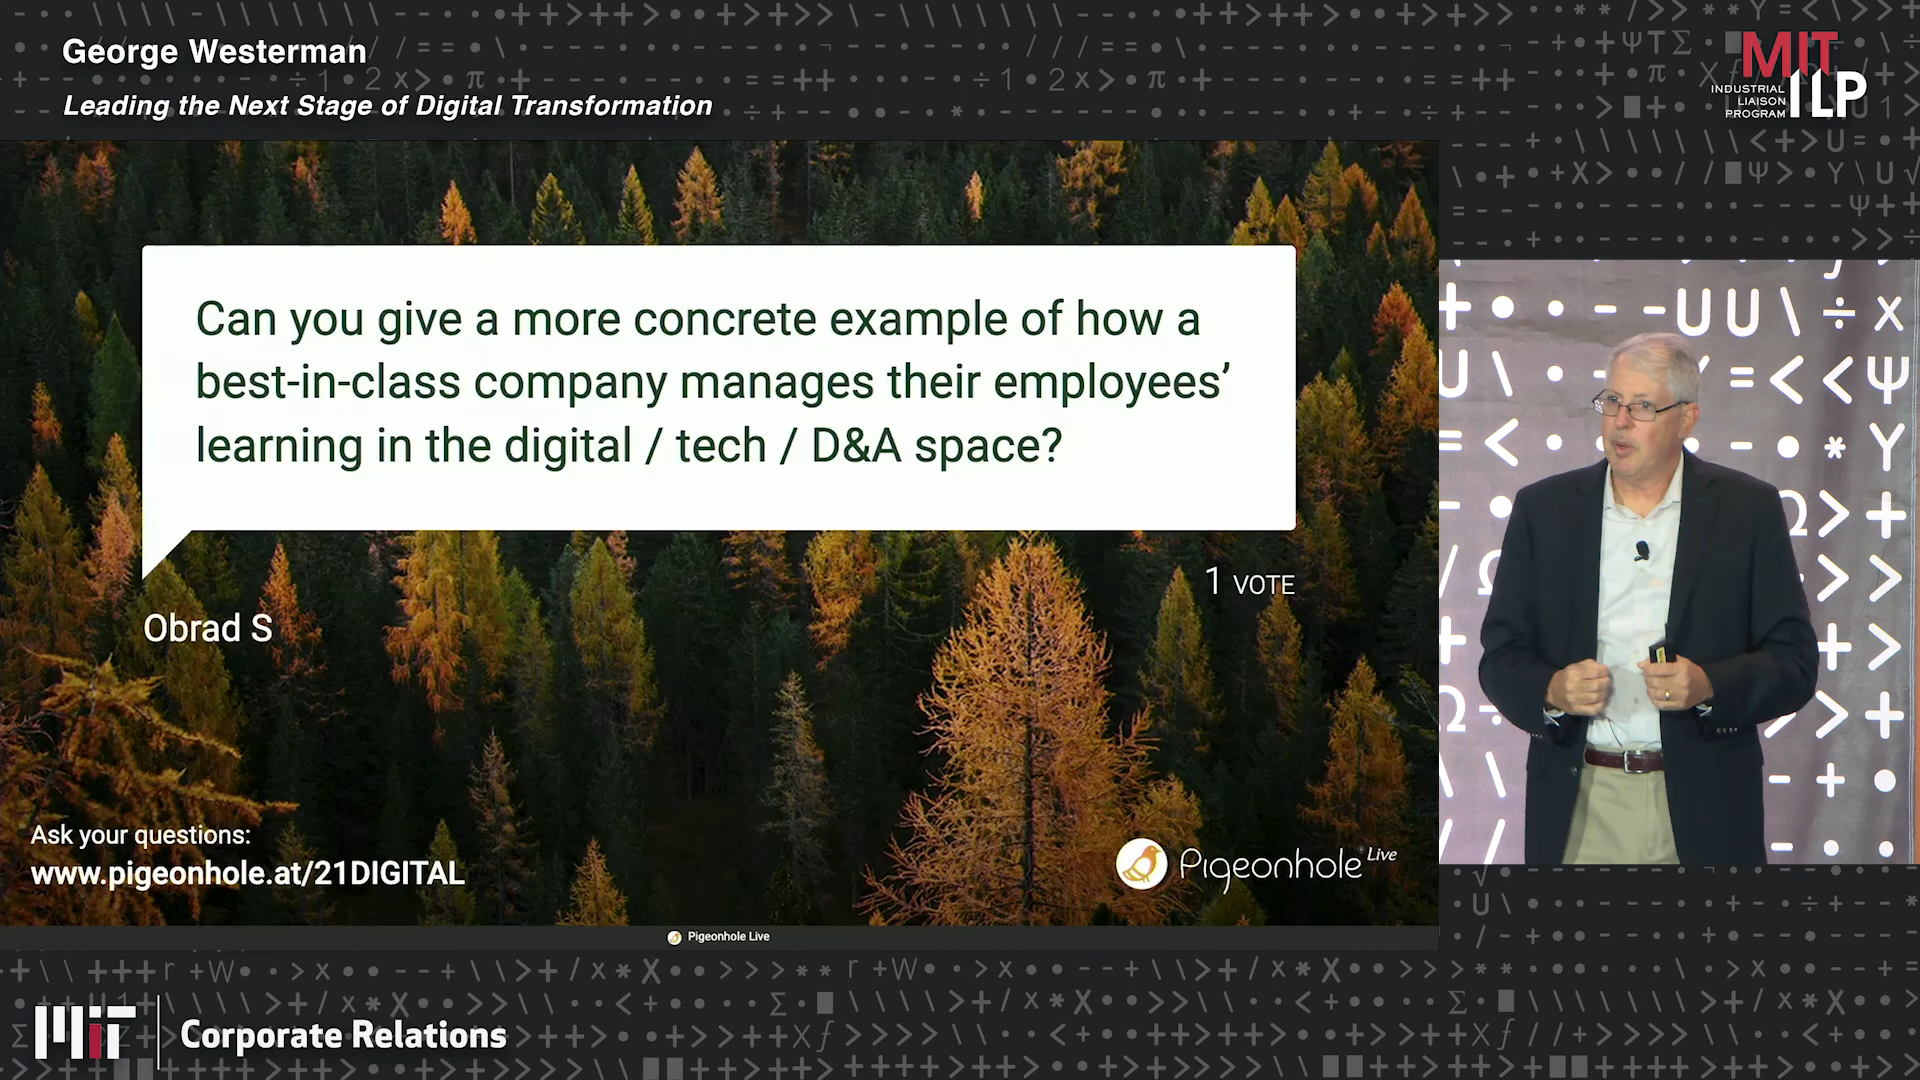 George Westerman
Leading the Next Stage of Digital Transformation
MIT
INDUSTRIAL
LIAISON
PROGRAM
ILP
Can you give a more concrete example of how a
best-in-class company manages their employees’
learning in the digital / tech / D&A space?
1 VOTE
Obrad S
Ask your questions:
www.pigeonhole.at/21DIGITAL
Pigeonhole Live
Pigeonhole Live
MIT
Corporate Relations